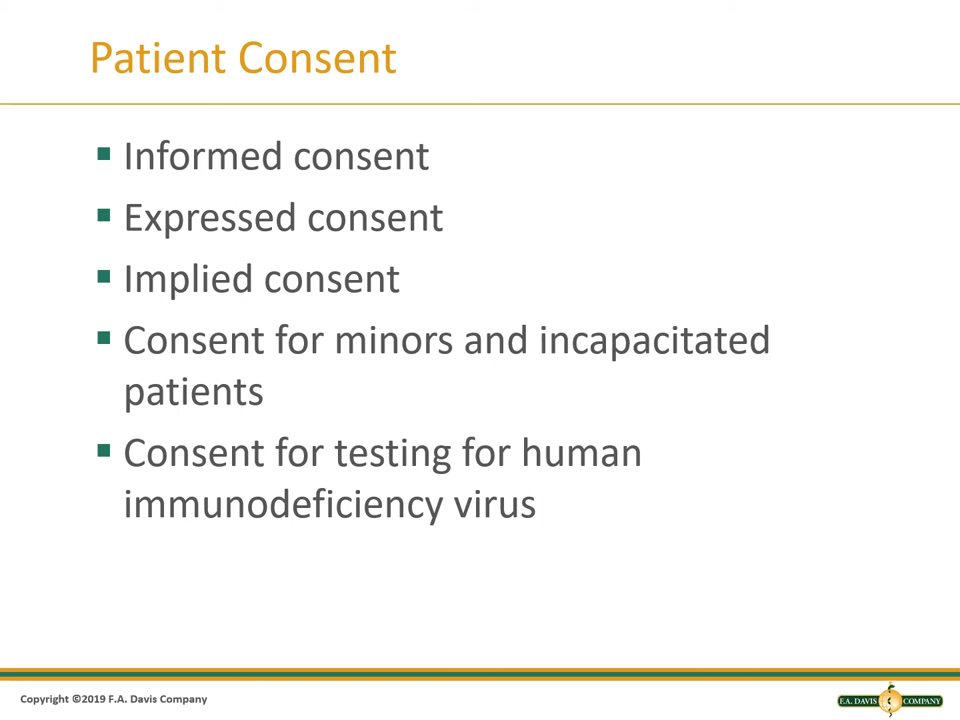 Patient Consent
Informed consent
Expressed consent
Implied consent
Consent for minors and incapacitated
patients
Consent for testing for human
immunodeficiency virus
Copyright ©2019 F.A. Davis Company
F.A. DAVIS COMPANY